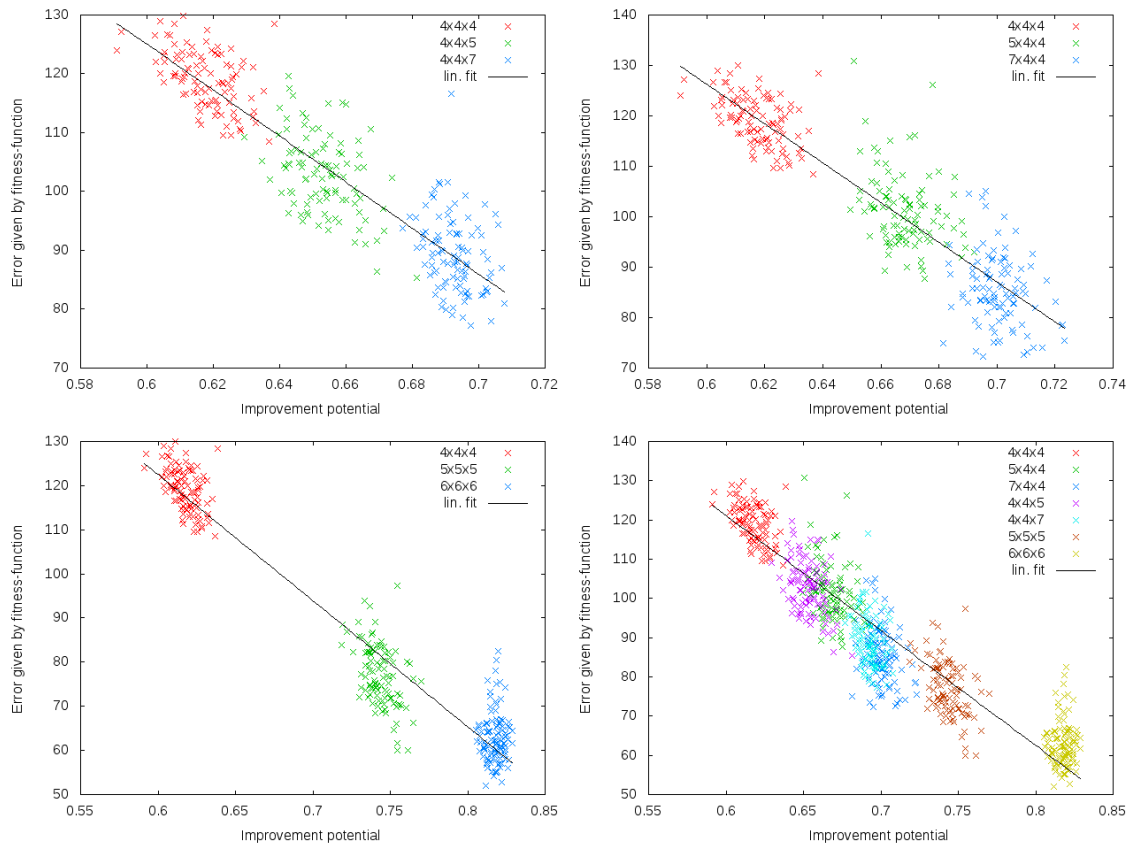 130
120
110
100
90
80
70
0.58
0.6
0.62
0.64
0.66
0.68
0.7
0.72
Error given by fitness-function
Improvement potential
4x4x4
4x4x5
4x4x7
lin. fit
140
130
120
110
100
90
80
70
0.58
0.6
0.62
0.64
0.66
0.68
0.7
0.72
0.74
Error given by fitness-function
Improvement potential
4x4x4
5x4x4
7x4x4
lin. fit
130
120
110
100
90
80
70
60
50
0.55
0.6
0.65
0.7
0.75
0.8
0.85
Error given by fitness-function
Improvement potential
4x4x4
5x5x5
6x6x6
lin. fit
140
130
120
110
100
90
80
70
60
50
0.55
0.6
0.65
0.7
0.75
0.8
0.85
Error given by fitness-function
Improvement potential
4x4x4
5x4x4
7x4x4
4x4x5
4x4x7
5x5x5
6x6x6
lin. fit